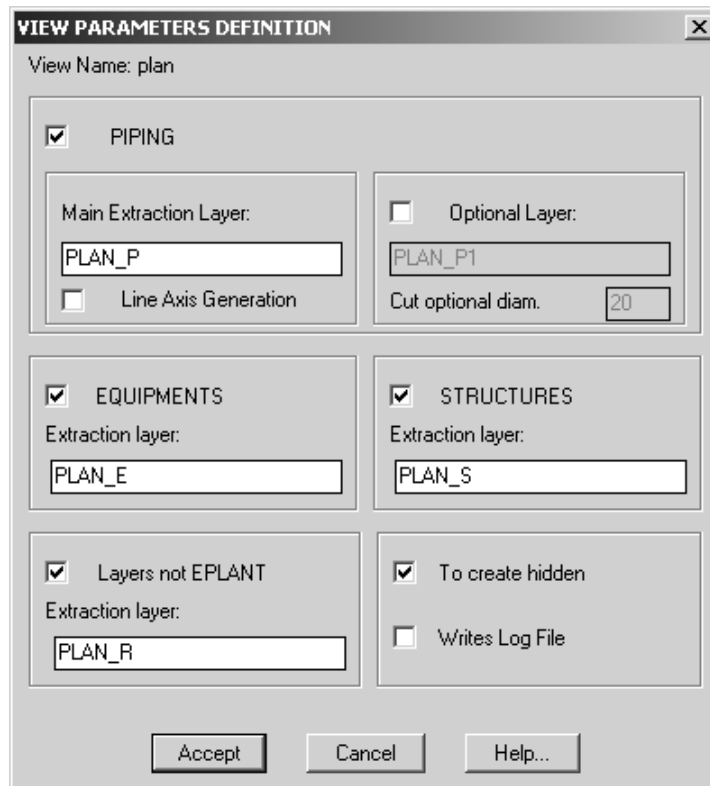 VIEW PARAMETERS DEFINITION
View Name: plan
PIPING
Main Extraction Layer:
PLAN_P
Line Axis Generation
Optional Layer:
PLAN_P1
Cut optional diam. 20
EQUIPMENTS
Extraction layer:
PLAN_E
STRUCTURES
Extraction layer:
PLAN_S
Layers not EPLANT
Extraction layer:
PLAN_R
To create hidden
Writes Log File
Accept Cancel Help...